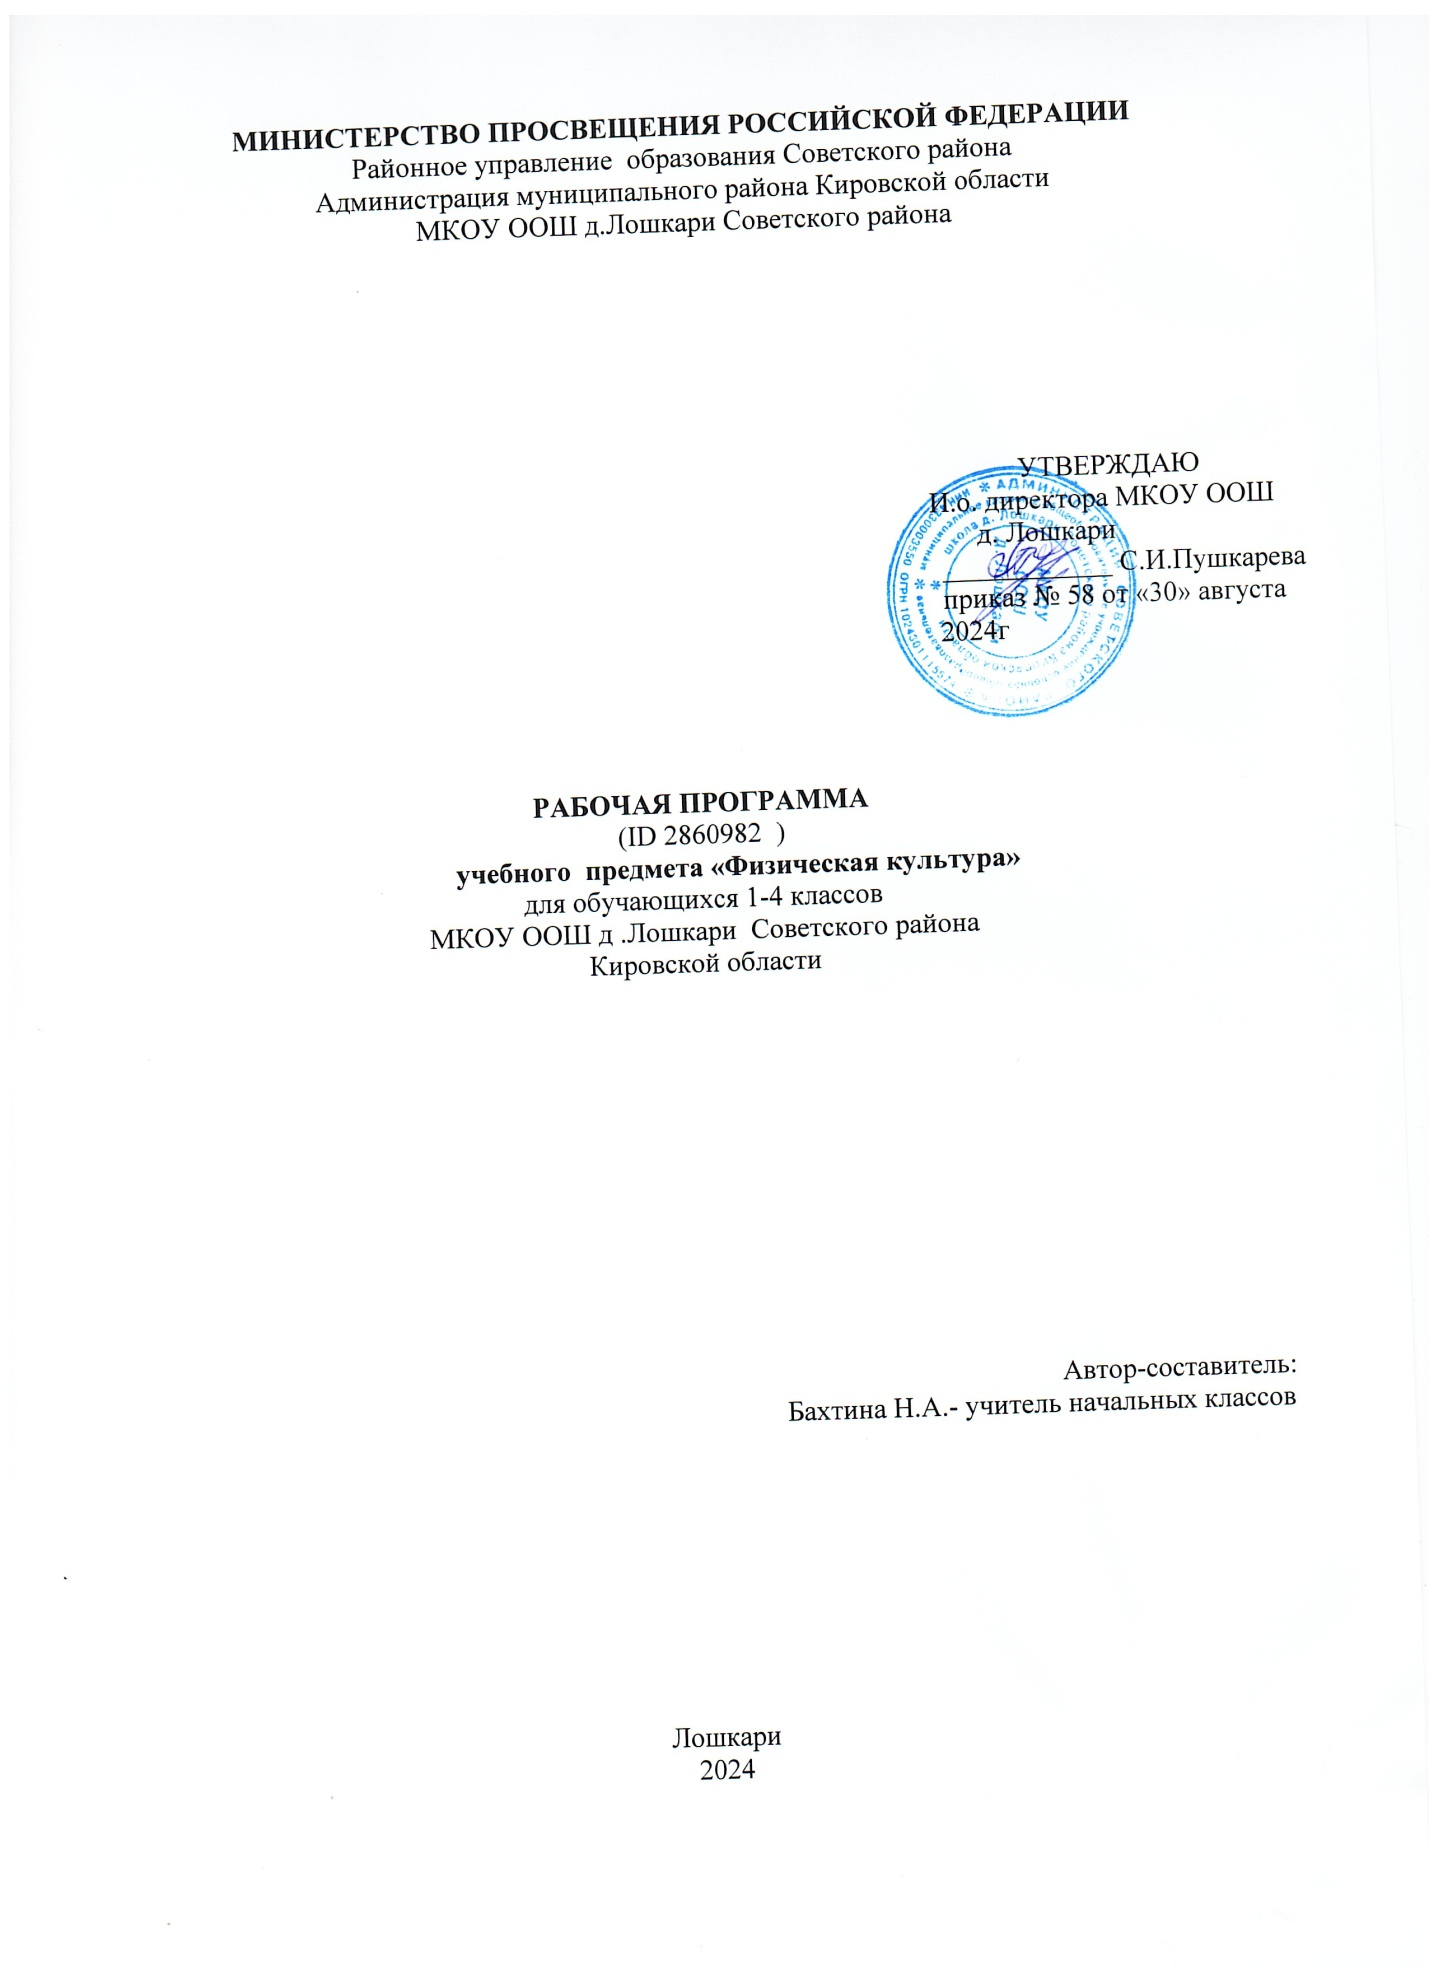 МИНИСТЕРСТВО ПРОСВЕЩЕНИЯ РОССИЙСКОЙ ФЕДЕРАЦИИ
Районное управление  образования Советского района
Администрация муниципального района Кировской области
МКОУ ООШ д.Лошкари Советского района
УТВЕРЖДАЮ
И.о. директора МКОУ ООШ
д. Лошкари
____________ С.И.Пушкарева
приказ № 58 от «30» августа
2024г
РАБОЧАЯ ПРОГРАММА
(ID 2860982  )
учебного  предмета «Физическая культура»
для обучающихся 1-4 классов
МКОУ ООШ д .Лошкари  Советского района
Кировской области
Автор-составитель:
Бахтина Н.А.- учитель начальных классов
Лошкари
2024